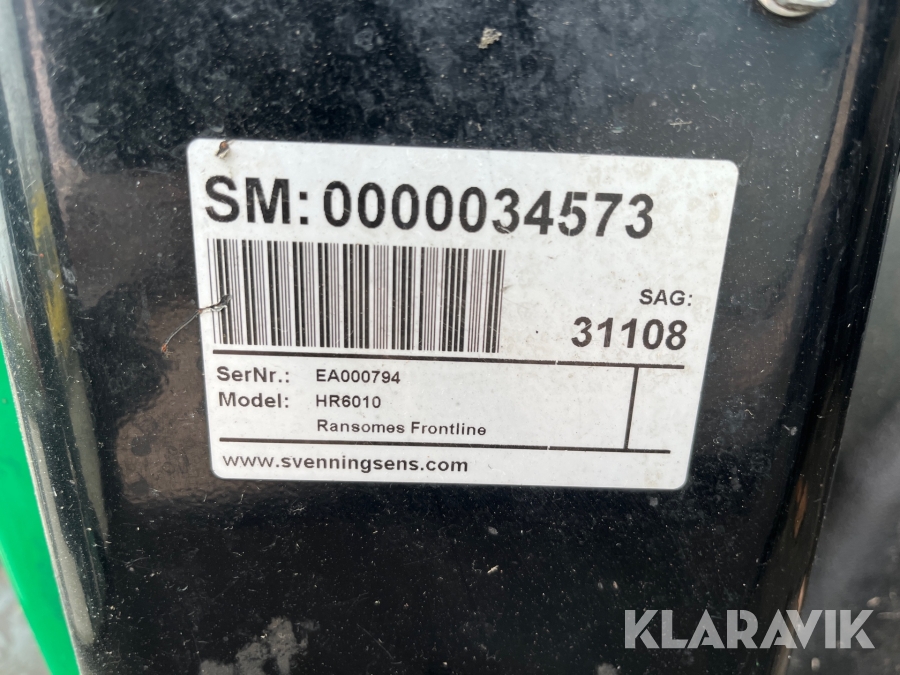 SM: 0000034573
SAG:
31108
SerNr.: EA000794
Model: HR6010
Ransomes Frontline
www.svenningsens.com
KLARAVIK